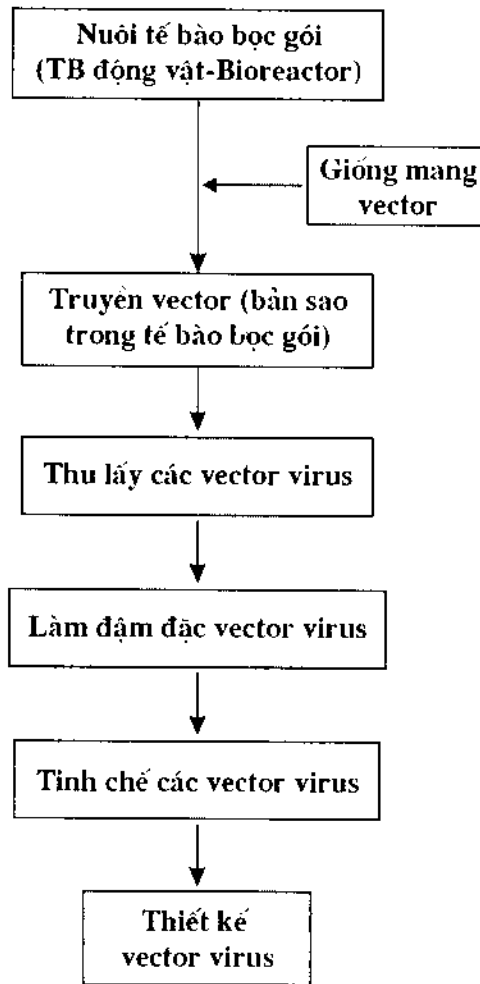 Nuôi tế bào bọc gói
(TB động vật-Bioreactor)
Giống mang
vector
Truyền vector (bản sao
trong tế bào bọc gói)
Thu lấy các vector virus
Làm đậm đặc vector virus
Tinh chế các vector virus
Thiết kế
vector virus